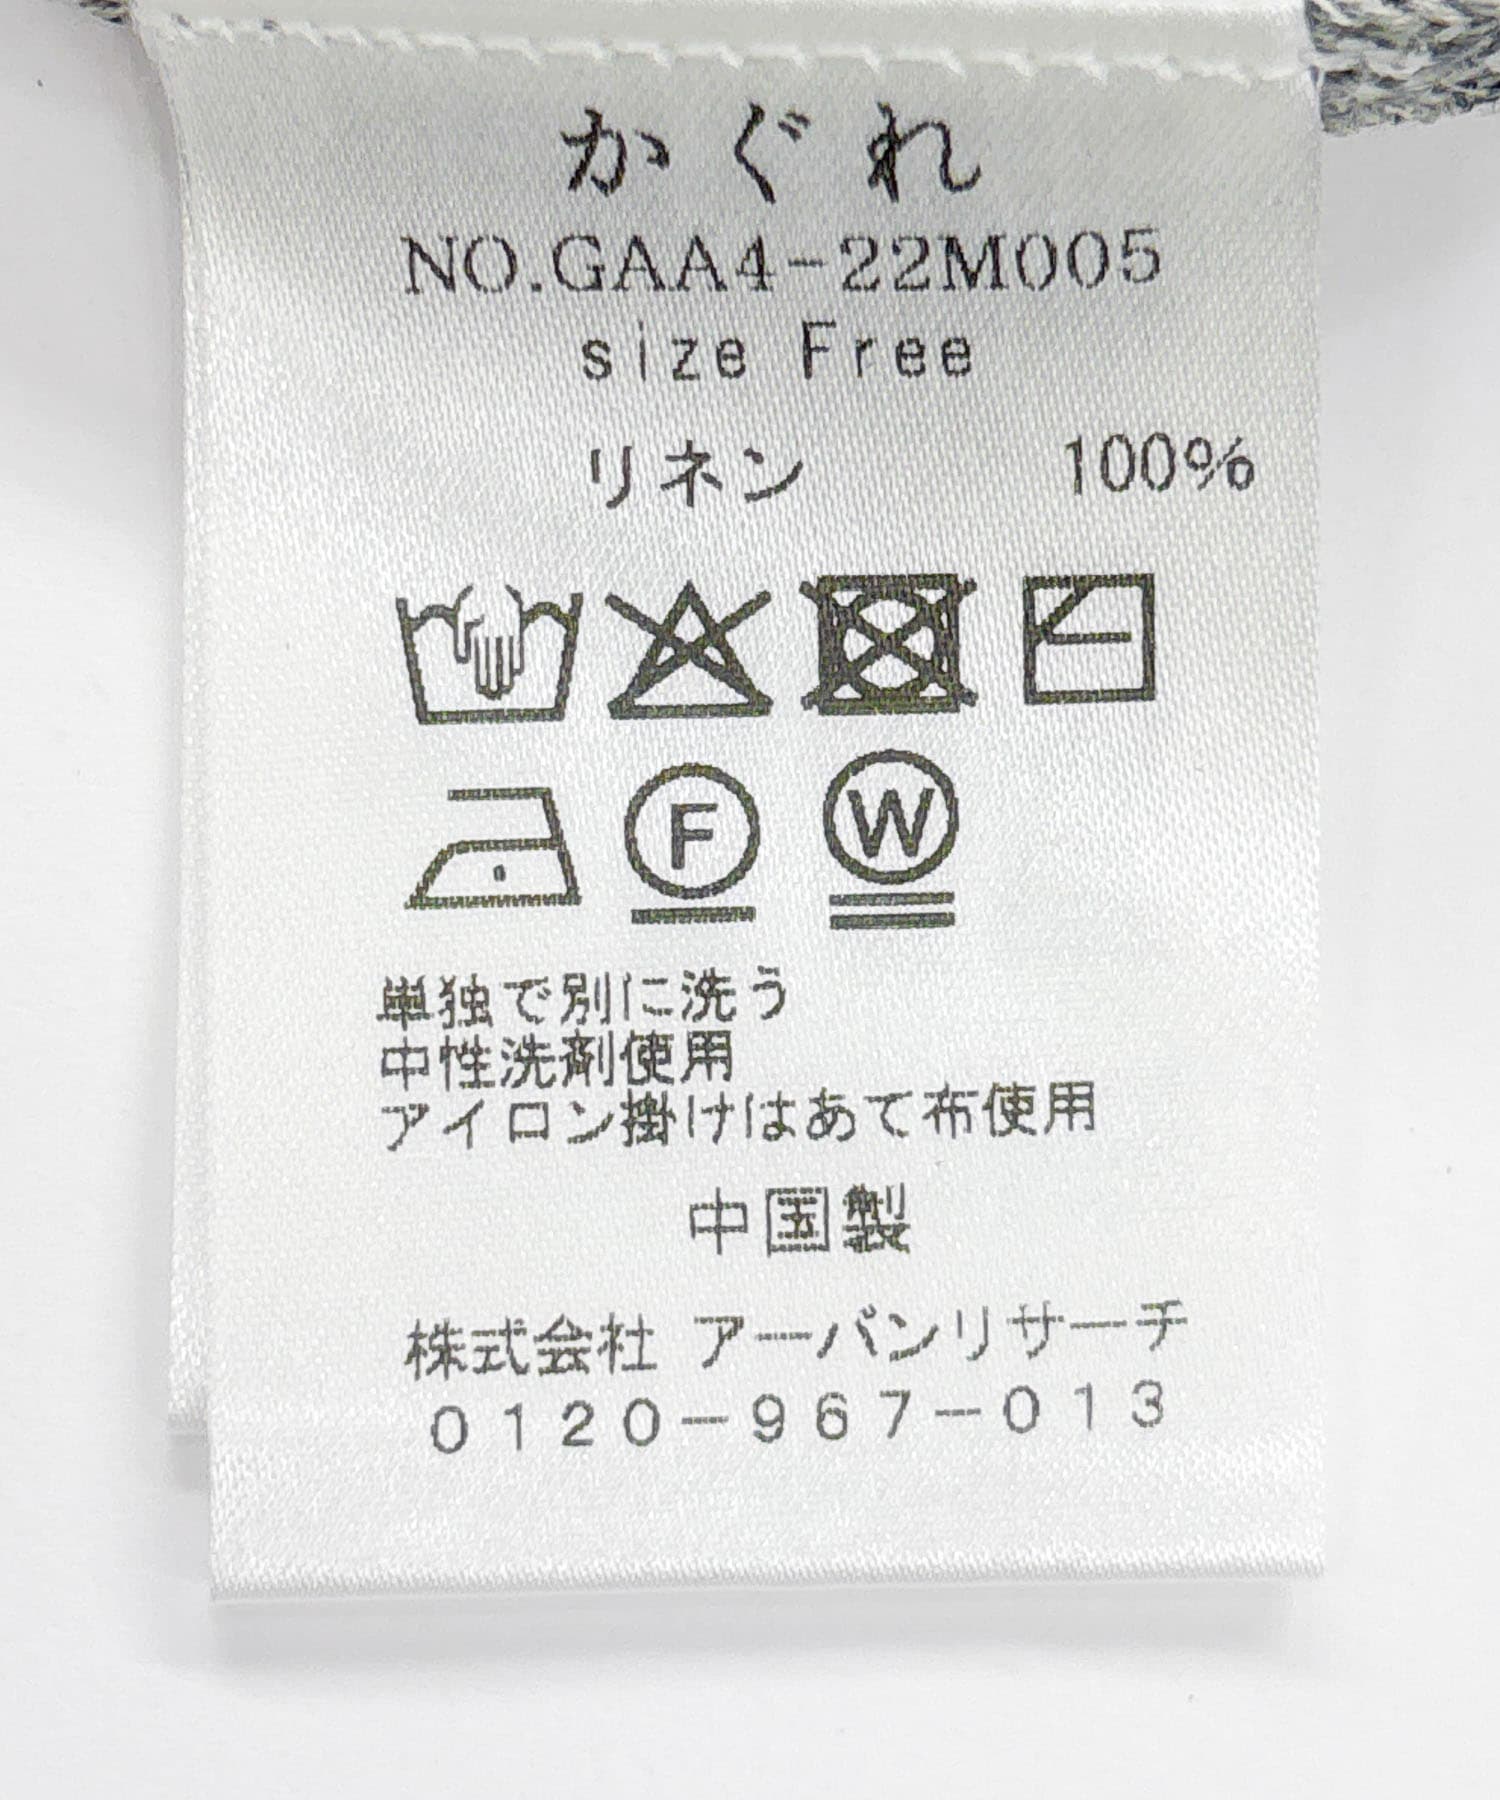 かぐれ
NO.GAA4-22M005
size Free
リネン 100%
F W
単独で別に洗う
中性洗剤使用
アイロン掛けはあて布使用
中国製
株式会社 アーバンリサーチ
0120-967-013